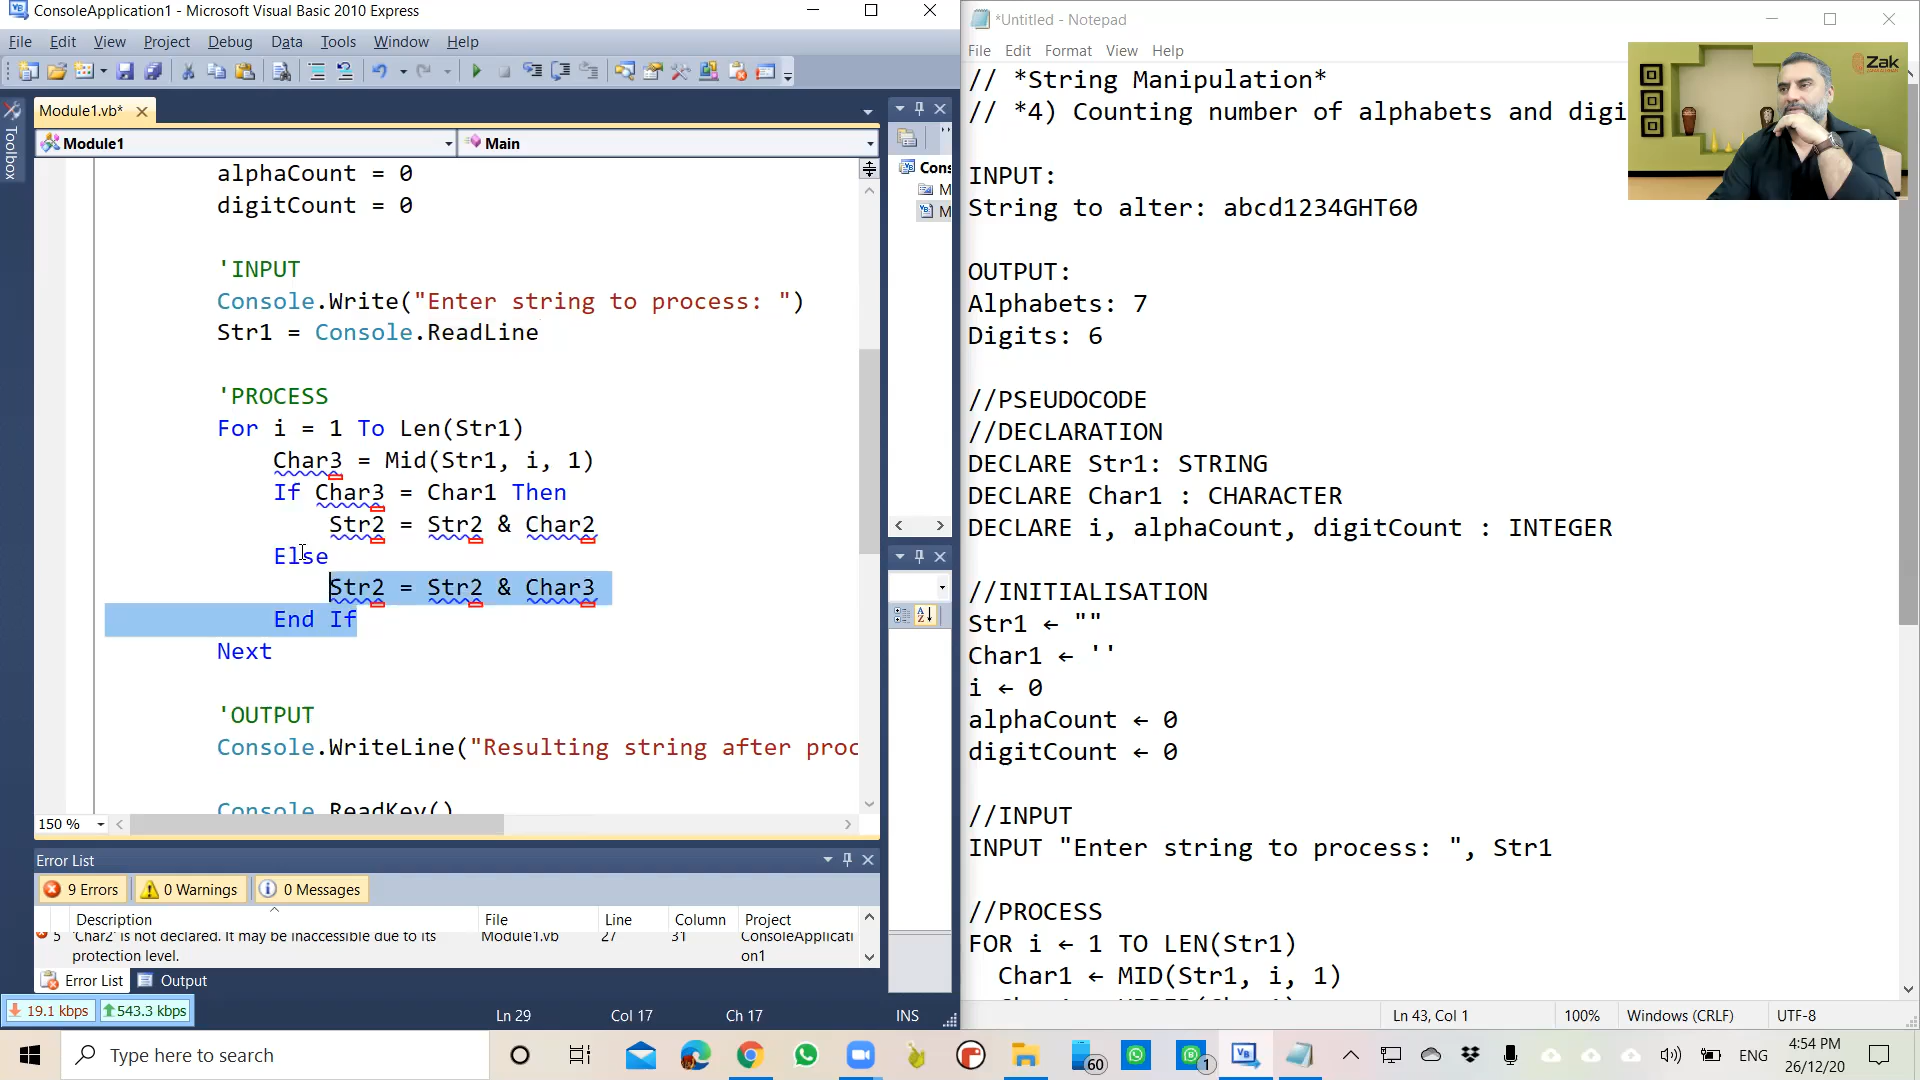 ConsoleApplication1 - Microsoft Visual Basic 2010 Express
File Edit View Project Debug Data Tools Window Help
Module1.vb*
Toolbox
Module1
Main
alphaCount = 0
digitCount = 0
'INPUT
Console.Write("Enter string to process: ")
Str1 = Console.ReadLine
'PROCESS
For i = 1 To Len(Str1)
Char3 = Mid(Str1, i, 1)
If Char3 = Char1 Then
Str2 = Str2 & Char2
Else
Str2 = Str2 & Char3
End If
Next
'OUTPUT
Console.WriteLine("Resulting string after proc
Console.ReadKey()
150 %
Cons
M
M
Error List
9 Errors
0 Warnings
0 Messages
Description File Line Column Project
5 'Char2' is not declared. It may be inaccessible due to its protection level. Module1.vb 27 31 ConsoleApplication1
Error List
Output
Ln 29 Col 17 Ch 17 INS
19.1 kbps 543.3 kbps
*Untitled - Notepad
File Edit Format View Help
// *String Manipulation*
// *4) Counting number of alphabets and digi
INPUT:
String to alter: abcd1234GHT60
OUTPUT:
Alphabets: 7
Digits: 6
//PSEUDOCODE
//DECLARATION
DECLARE Str1: STRING
DECLARE Char1 : CHARACTER
DECLARE i, alphaCount, digitCount : INTEGER
//INITIALISATION
Str1 ← ""
Char1 ← ''
i ← 0
alphaCount ← 0
digitCount ← 0
//INPUT
INPUT "Enter string to process: ", Str1
//PROCESS
FOR i ← 1 TO LEN(Str1)
Char1 ← MID(Str1, i, 1)
Ln 43, Col 1 100% Windows (CRLF) UTF-8
Zak
Type here to search
60
1
ENG
4:54 PM
26/12/20